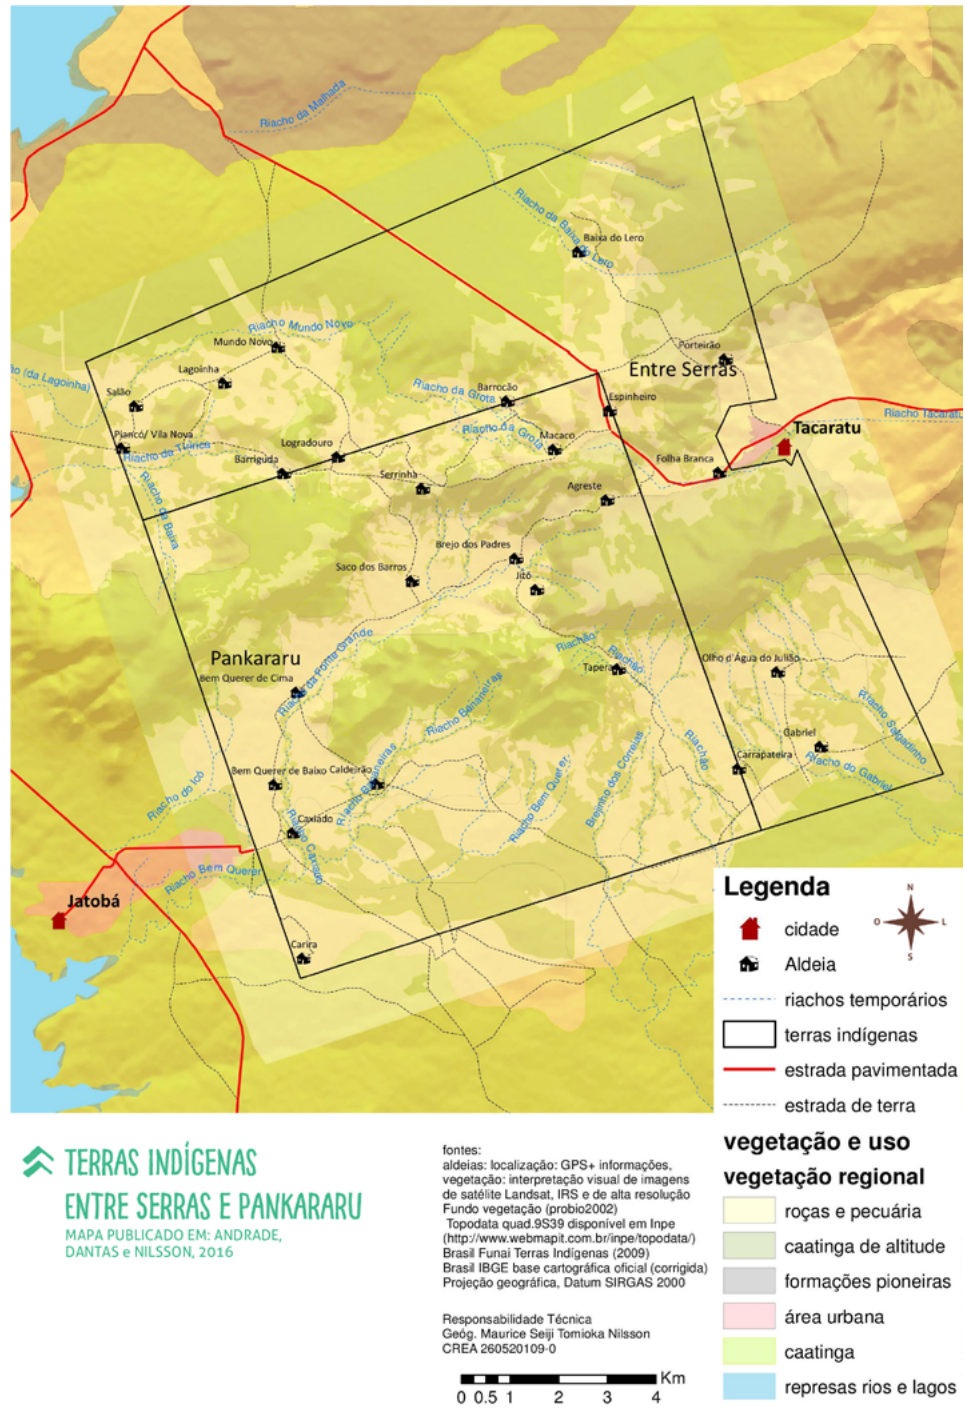 Riacho da Malhada
Riacho da Baixa do Lero
Baixa do Lero
Riacho Mundo Novo
Mundo Novo
Porteirão
Entre Serras
Lagoinha
(da Lagoinha)
Salão
Riacho da Grota
Barrocão
Espinheiro
Riacho Tacaratu
Tacaratu
Riacho da Grota
Macaco
Logradouro
Barriguda
Serrinha
Folha Branca
Agreste
Riacho da Baixa
Brejo dos Padres
Saco dos Barros
Jitó
Riacho da Fonte Grande
Pankararu
Bem Querer de Cima
Riachão
Riachão
Tapera
Olho d'Água do Julião
Riacho Salgadinho
Riacho Bananeiras
Riachão
Gabriel
Carrapateira
Riacho do Gabriel
Riacho do Icó
Bem Querer de Baixo
Caldeirão
Riacho Bananeiras
Riacho Bem Querer
Brejinho dos Correias
Caxiado
Riacho Caxiado
Riacho Bem Querer
Jatobá
Carira
Legenda
N
O
L
S
cidade
Aldeia
riachos temporários
terras indígenas
estrada pavimentada
estrada de terra
vegetação e uso
vegetação regional
roças e pecuária
caatinga de altitude
formações pioneiras
área urbana
caatinga
represas rios e lagos
TERRAS INDÍGENAS
ENTRE SERRAS E PANKARARU
MAPA PUBLICADO EM: ANDRADE,
DANTAS e NILSSON, 2016
fontes:
aldeias: localização: GPS+ informações,
vegetação: interpretação visual de imagens
de satélite Landsat, IRS e de alta resolução
Fundo vegetação (probio2002)
Topodata quad.9S39 disponível em Inpe
(http://www.webmapit.com.br/inpe/topodata/)
Brasil Funai Terras Indígenas (2009)
Brasil IBGE base cartográfica oficial (corrigida)
Projeção geográfica, Datum SIRGAS 2000
Responsabilidade Técnica
Geóg. Maurice Seiji Tomioka Nilsson
CREA 260520109-0
Km
0 0.5 1 2 3 4